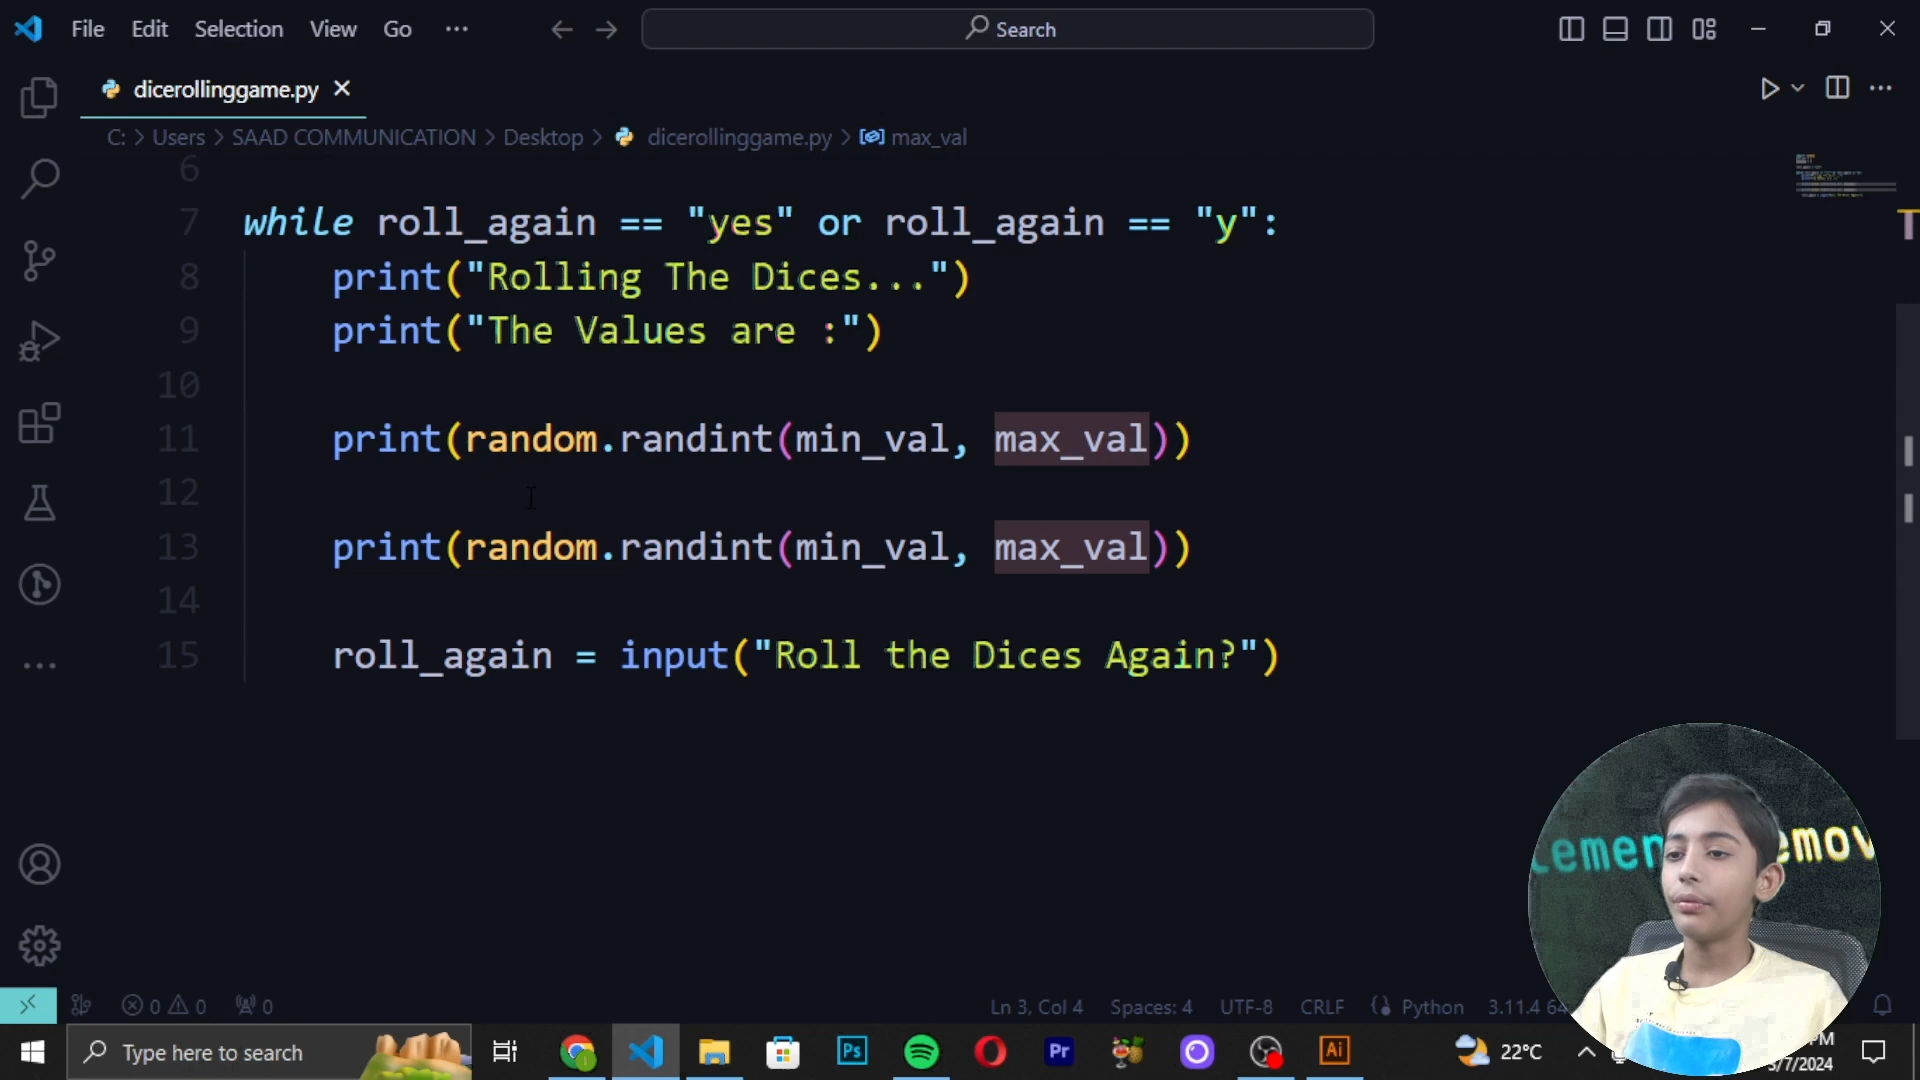 File Edit Selection View Go ··· Search
dicerollinggame.py
C: > Users > SAAD COMMUNICATION > Desktop > dicerollinggame.py > max_val
6
7 while roll_again == "yes" or roll_again == "y":
8 print("Rolling The Dices...")
9 print("The Values are :")
10
11 print(random.randint(min_val, max_val))
12
13 print(random.randint(min_val, max_val))
14
15 roll_again = input("Roll the Dices Again?")
0 0 0 Ln 3, Col 4 Spaces: 4 UTF-8 CRLF Python 3.11.4
Type here to search Ps Pr Ai 22°C PM
/7/2024